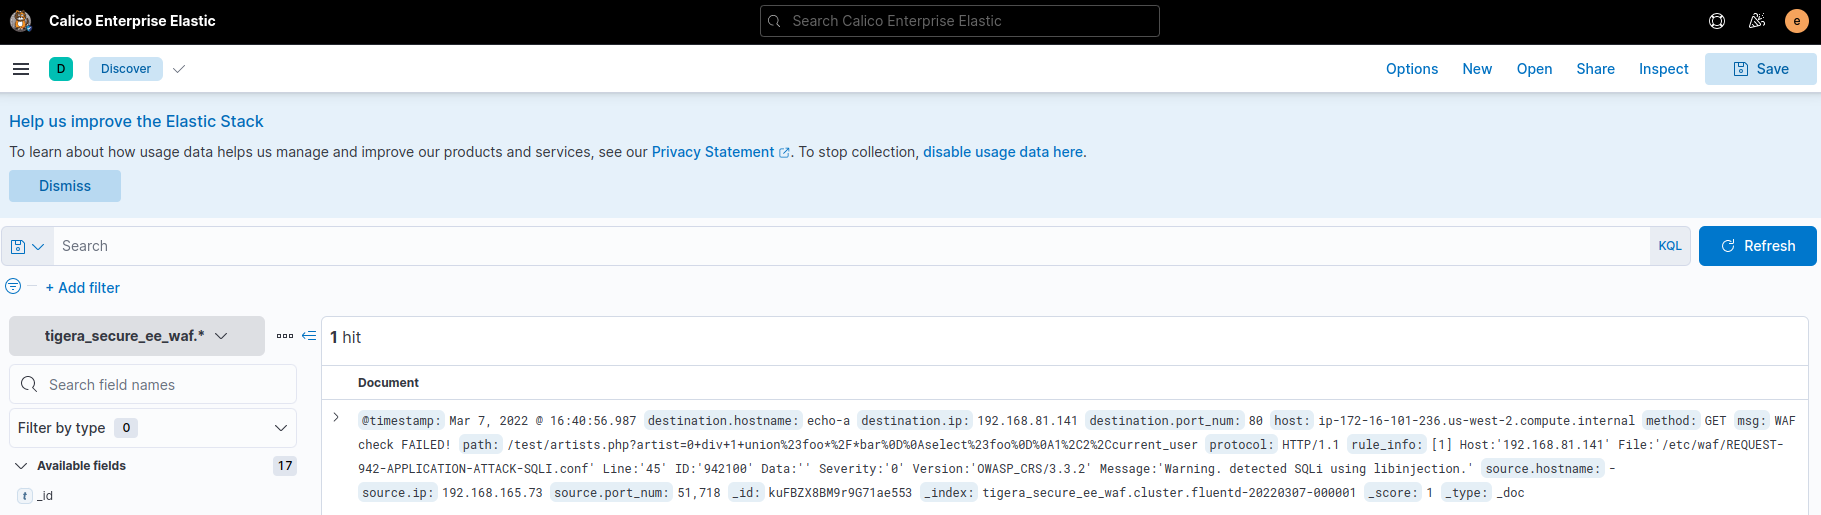 Calico Enterprise Elastic
Search Calico Enterprise Elastic
e
D
Discover
Options
New
Open
Share
Inspect
Save
Help us improve the Elastic Stack
To learn about how usage data helps us manage and improve our products and services, see our Privacy Statement. To stop collection, disable usage data here.
Dismiss
Search
KQL
Refresh
+ Add filter
tigera_secure_ee_waf.*
Search field names
Filter by type 0
Available fields 17
t _id
1 hit
Document
@timestamp: Mar 7, 2022 @ 16:40:56.987 destination.hostname: echo-a destination.ip: 192.168.81.141 destination.port_num: 80 host: ip-172-16-101-236.us-west-2.compute.internal method: GET msg: WAF
check FAILED! path: /test/artists.php?artist=0+div+1+union%23foo*%2F*bar%0D%0Aselect%23foo%0D%0A1%2C2%2Ccurrent_user protocol: HTTP/1.1 rule_info: [1] Host:'192.168.81.141' File:'/etc/waf/REQUEST-
942-APPLICATION-ATTACK-SQLI.conf' Line:'45' ID:'942100' Data:'' Severity:'0' Version:'OWASP_CRS/3.3.2' Message:'Warning. detected SQLi using libinjection.' source.hostname: -
source.ip: 192.168.165.73 source.port_num: 51,718 _id: kuFBZX8BM9r9G71ae553 _index: tigera_secure_ee_waf.cluster.fluentd-20220307-000001 _score: 1 _type: _doc